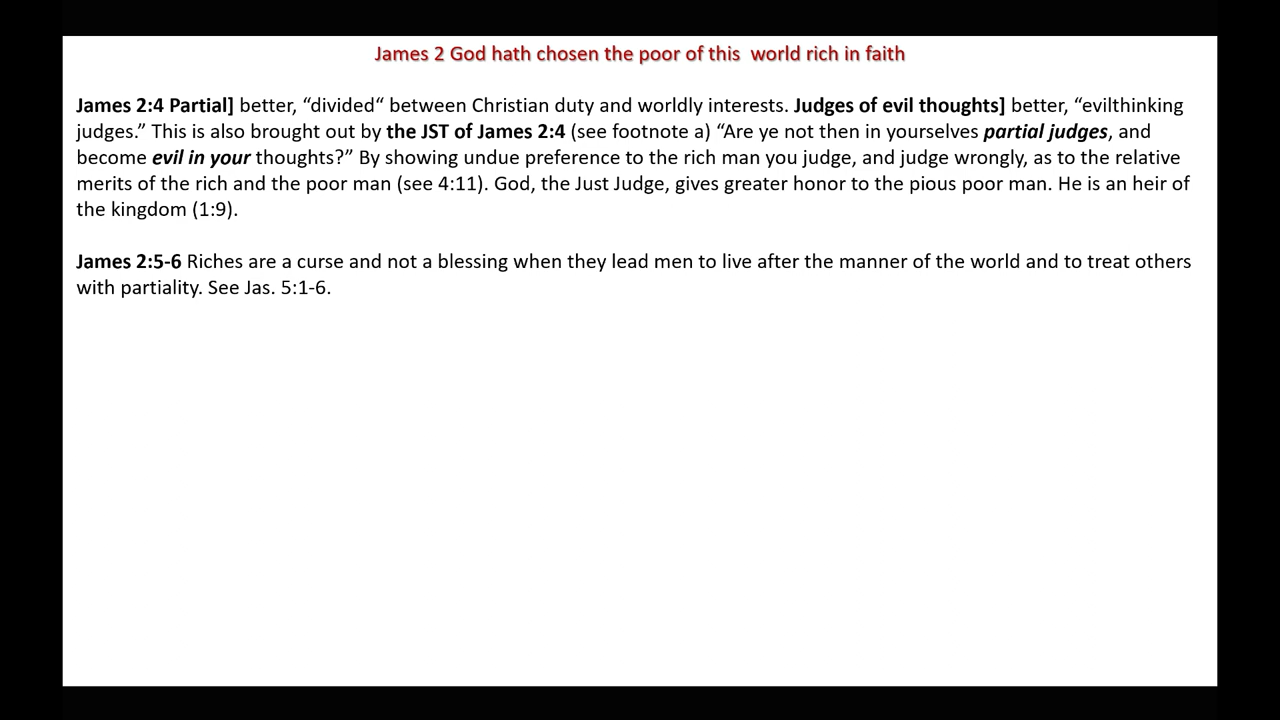 James 2 God hath chosen the poor of this  world rich in faith
James 2:4 Partial] better, “divided“ between Christian duty and worldly interests. Judges of evil thoughts] better, “evilthinking
judges.” This is also brought out by the JST of James 2:4 (see footnote a) “Are ye not then in yourselves partial judges, and
become evil in your thoughts?” By showing undue preference to the rich man you judge, and judge wrongly, as to the relative
merits of the rich and the poor man (see 4:11). God, the Just Judge, gives greater honor to the pious poor man. He is an heir of
the kingdom (1:9).
James 2:5-6 Riches are a curse and not a blessing when they lead men to live after the manner of the world and to treat others
with partiality. See Jas. 5:1-6.